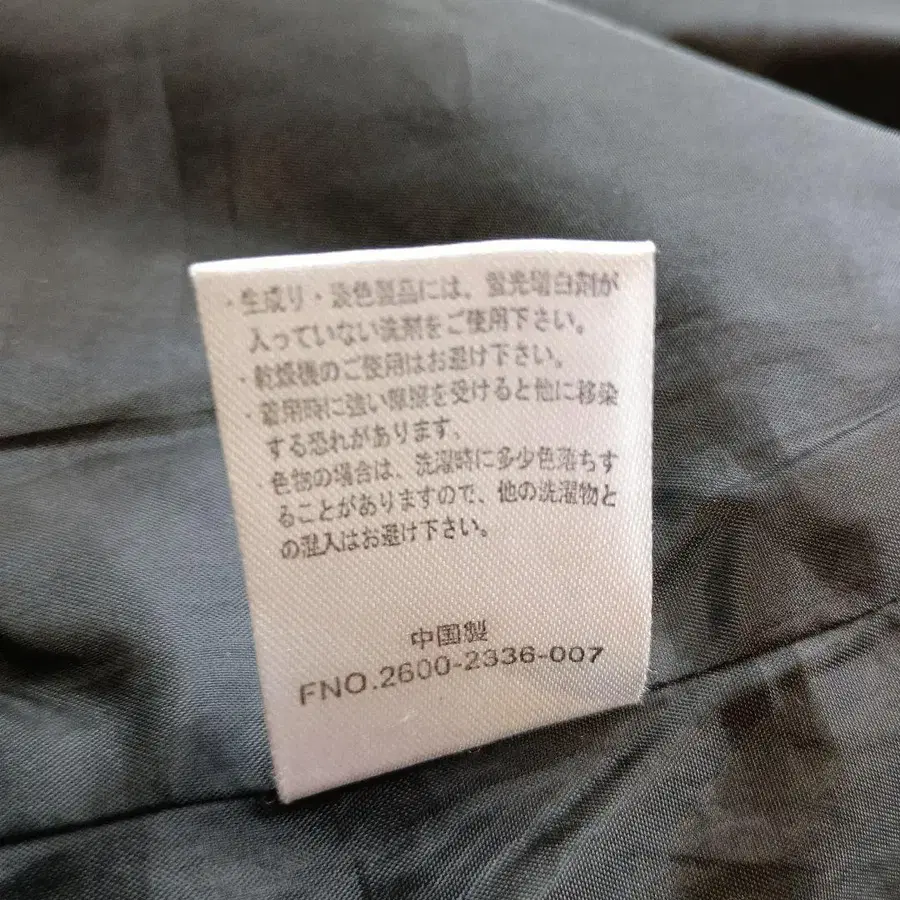 ・生成り・淡色製品には、蛍光増白剤が
入っていない洗剤をご使用下さい。
・乾燥機のご使用はお避け下さい。
・着用時に強い摩擦を受けると他に移染
する恐れがあります。
・色物の場合は、洗濯時に多少色落ちす
ることがありますので、他の洗濯物と
の混入はお避け下さい。
中国製
FNO.2600-2336-007